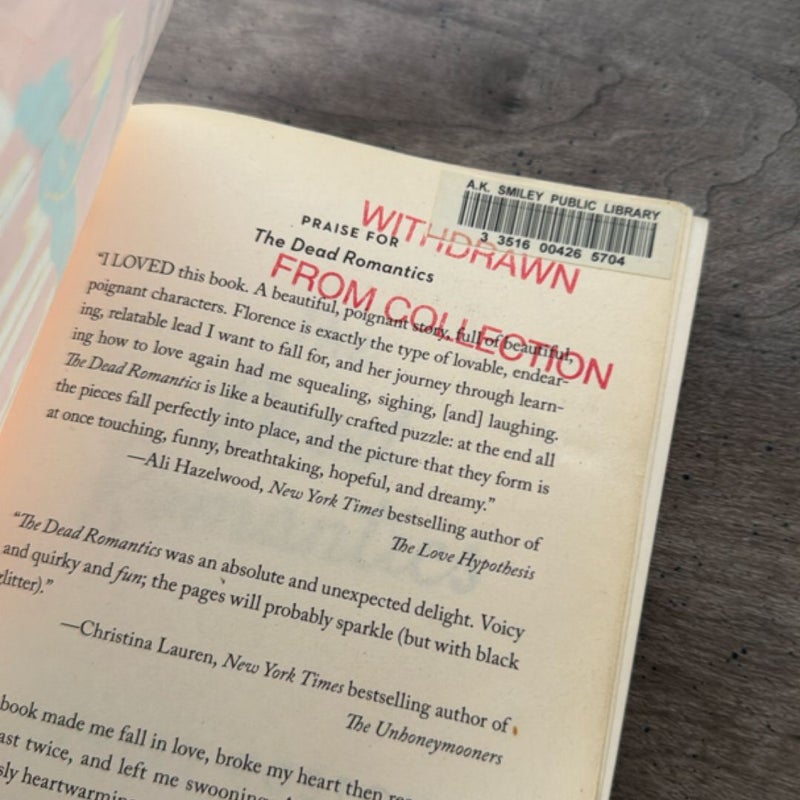 A.K. SMILEY PUBLIC LIBRARY
3 3516 00426 5704
WITHDRAWN
FROM COLLECTION
PRAISE FOR
The Dead Romantics
“I LOVED this book. A beautiful, poignant story, full of beautiful,
poignant characters. Florence is exactly the type of lovable, endear-
ing, relatable lead I want to fall for, and her journey through learn-
ing how to love again had me squealing, sighing, [and] laughing.
The Dead Romantics is like a beautifully crafted puzzle: at the end all
the pieces fall perfectly into place, and the picture that they form is
at once touching, funny, breathtaking, hopeful, and dreamy.”
—Ali Hazelwood, New York Times bestselling author of
The Love Hypothesis
“The Dead Romantics was an absolute and unexpected delight. Voicy
and quirky and fun; the pages will probably sparkle (but with black
glitter).”
—Christina Lauren, New York Times bestselling author of
The Unhoneymooners
book made me fall in love, broke my heart then
twice, and left me swooning.
heartwarming